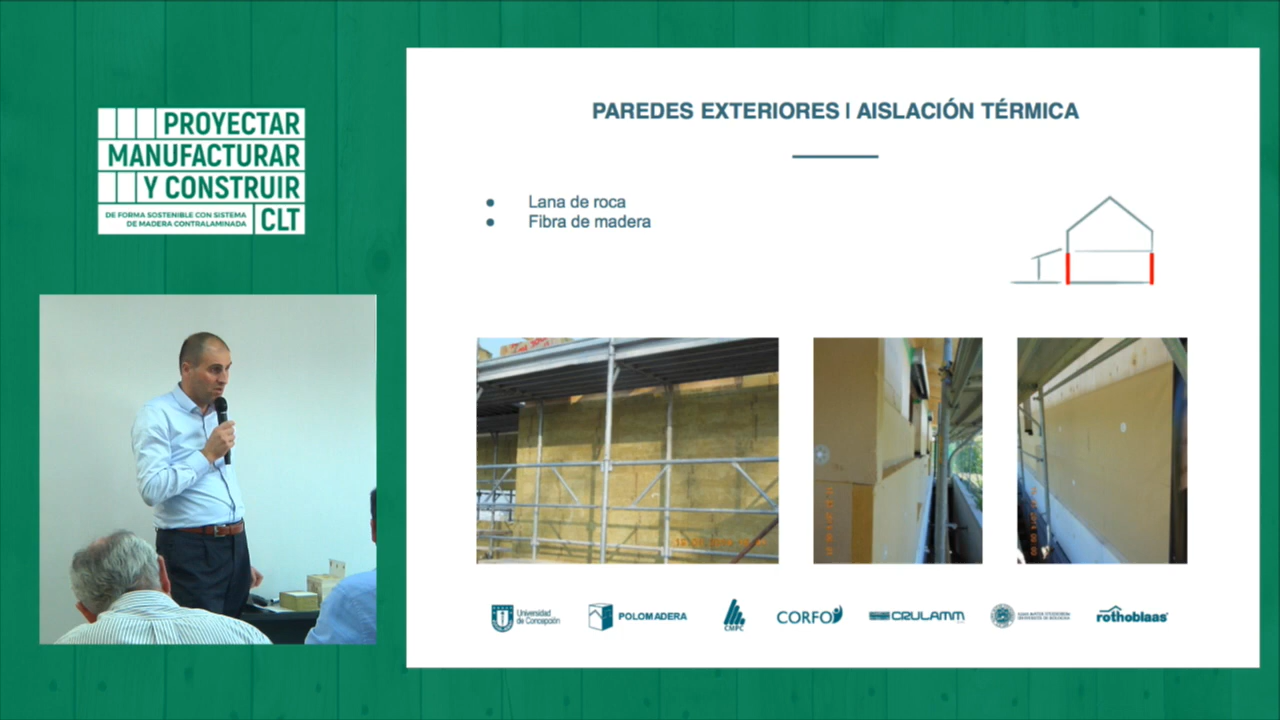 PROYECTAR
MANUFACTURAR
Y CONSTRUIR
DE FORMA SOSTENIBLE CON SISTEMA
DE MADERA CONTRALAMINADA
CLT
PAREDES EXTERIORES | AISLACIÓN TÉRMICA
● Lana de roca
● Fibra de madera
Universidad
de Concepción
POLOMADERA
CMPC
CORFO
CRULAMM
rothoblaas